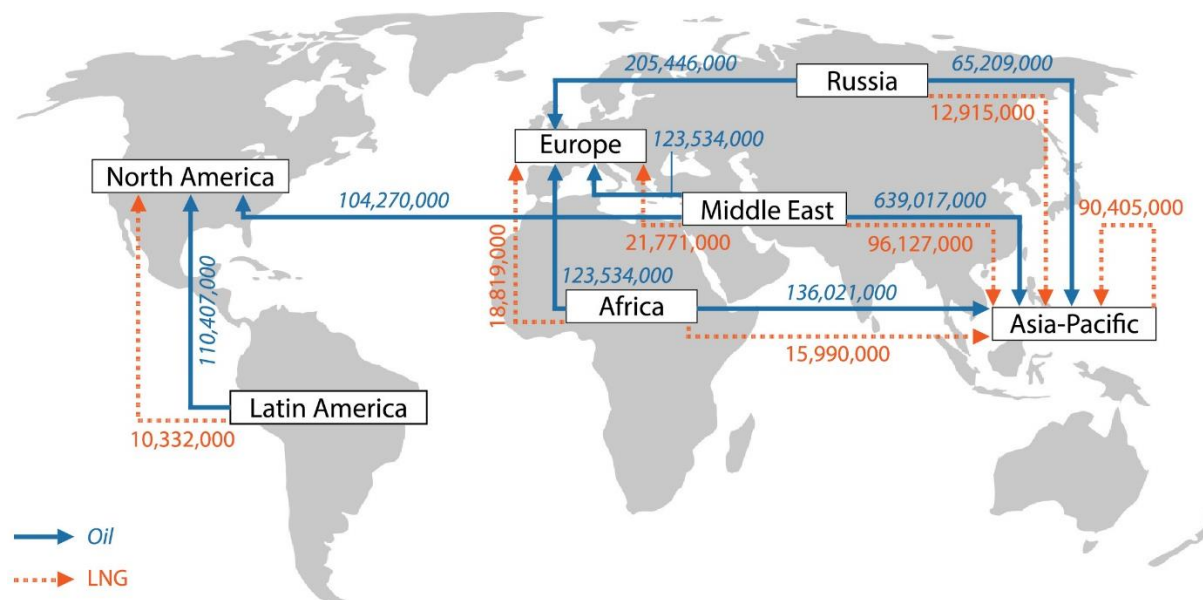 205,446,000
Russia
65,209,000
12,915,000
Europe
123,534,000
North America
104,270,000
Middle East
639,017,000
90,405,000
21,771,000
96,127,000
18,819,000
123,534,000
Africa
136,021,000
Asia-Pacific
15,990,000
110,407,000
Latin America
10,332,000
Oil
LNG